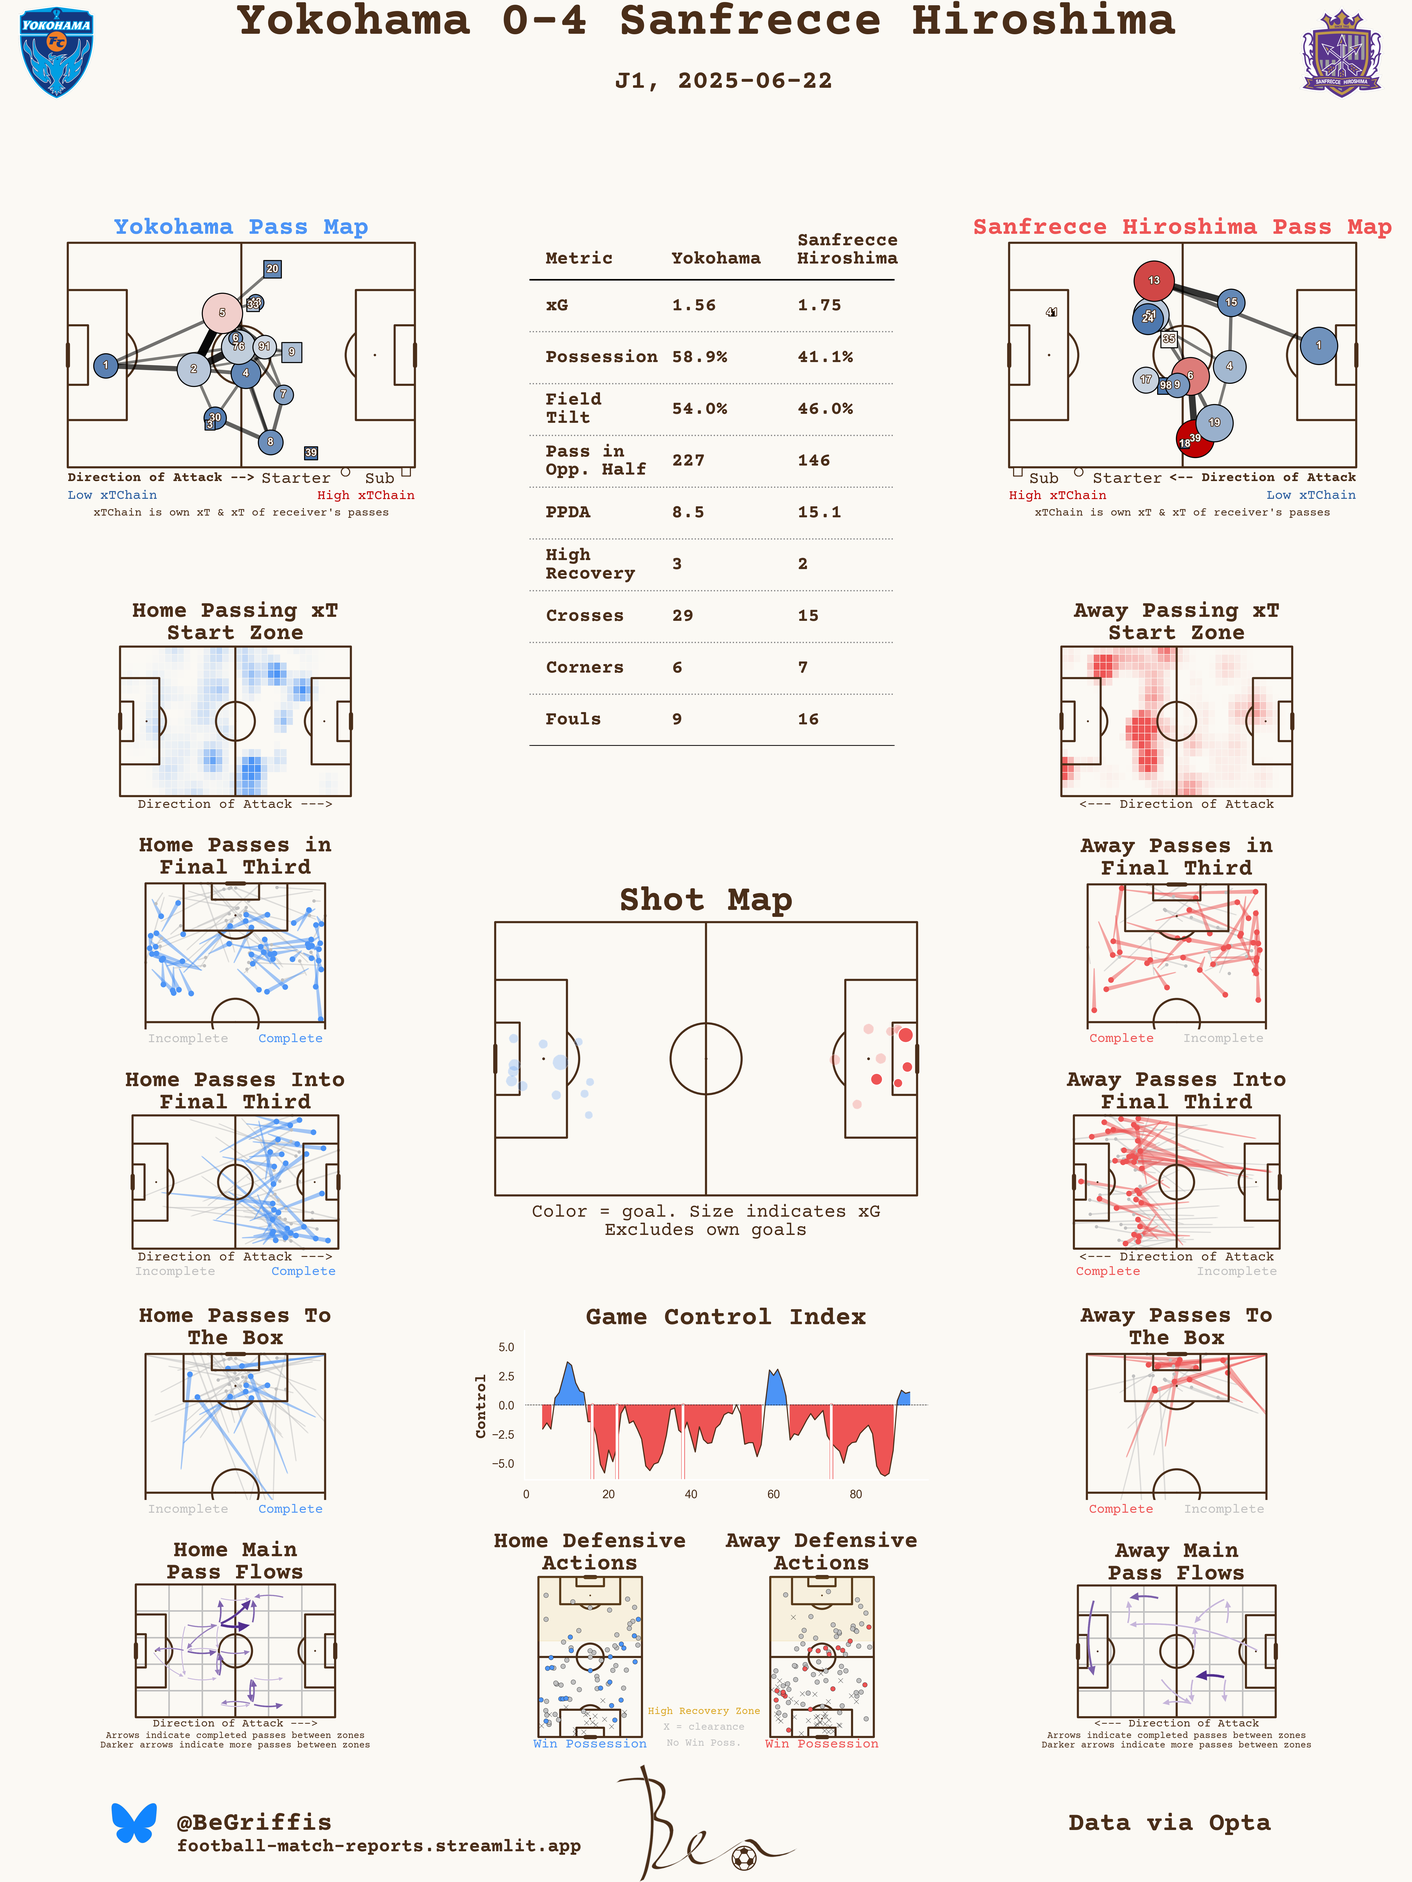 Yokohama 0-4 Sanfrecce Hiroshima
YOKOHAMA
FC
SANFRECCE HIROSHIMA
J1, 2025-06-22
Yokohama Pass Map
20
33
5
6
76
91
9
1
2
4
7
30
3
8
39
Direction of Attack --> Starter Sub
Low xTChain High xTChain
xTChain is own xT & xT of receiver's passes
Metric Yokohama Sanfrecce
Hiroshima
xG 1.56 1.75
Possession 58.9% 41.1%
Field
Tilt 54.0% 46.0%
Pass in
Opp. Half 227 146
PPDA 8.5 15.1
High
Recovery 3 2
Crosses 29 15
Corners 6 7
Fouls 9 16
Sanfrecce Hiroshima Pass Map
13
15
41
51
24
35
1
4
17
98
9
6
19
18
39
Sub Starter <-- Direction of Attack
High xTChain Low xTChain
xTChain is own xT & xT of receiver's passes
Home Passing xT
Start Zone
Direction of Attack --->
Away Passing xT
Start Zone
<--- Direction of Attack
Home Passes in
Final Third
Incomplete Complete
Away Passes in
Final Third
Complete Incomplete
Shot Map
Color = goal. Size indicates xG
Excludes own goals
Home Passes Into
Final Third
Direction of Attack --->
Incomplete Complete
Away Passes Into
Final Third
<--- Direction of Attack
Complete Incomplete
Home Passes To
The Box
Incomplete Complete
Game Control Index
Control
5.0
2.5
0.0
−2.5
−5.0
0 20 40 60 80
Away Passes To
The Box
Complete Incomplete
Home Main
Pass Flows
Direction of Attack --->
Arrows indicate completed passes between zones
Darker arrows indicate more passes between zones
Home Defensive
Actions
Win Possession
High Recovery Zone
X = clearance
No Win Poss.
Away Defensive
Actions
Win Possession
Away Main
Pass Flows
<--- Direction of Attack
Arrows indicate completed passes between zones
Darker arrows indicate more passes between zones
@BeGriffis
football-match-reports.streamlit.app
Ben
Data via Opta